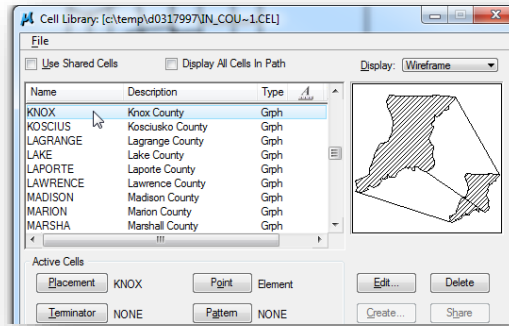 Cell Library: [c:\temp\d0317997\IN_COU~1.CEL]
File
Use Shared Cells Display All Cells In Path Display: Wireframe
Name Description Type
KNOX Knox County Grph
KOSCIUS Kosciusko County Grph
LAGRANGE Lagrange County Grph
LAKE Lake County Grph
LAPORTE Laporte County Grph
LAWRENCE Lawrence County Grph
MADISON Madison County Grph
MARION Marion County Grph
MARSHA Marshall County Grph
Active Cells
Placement KNOX Point Element Edit... Delete
Terminator NONE Pattern NONE Create... Share